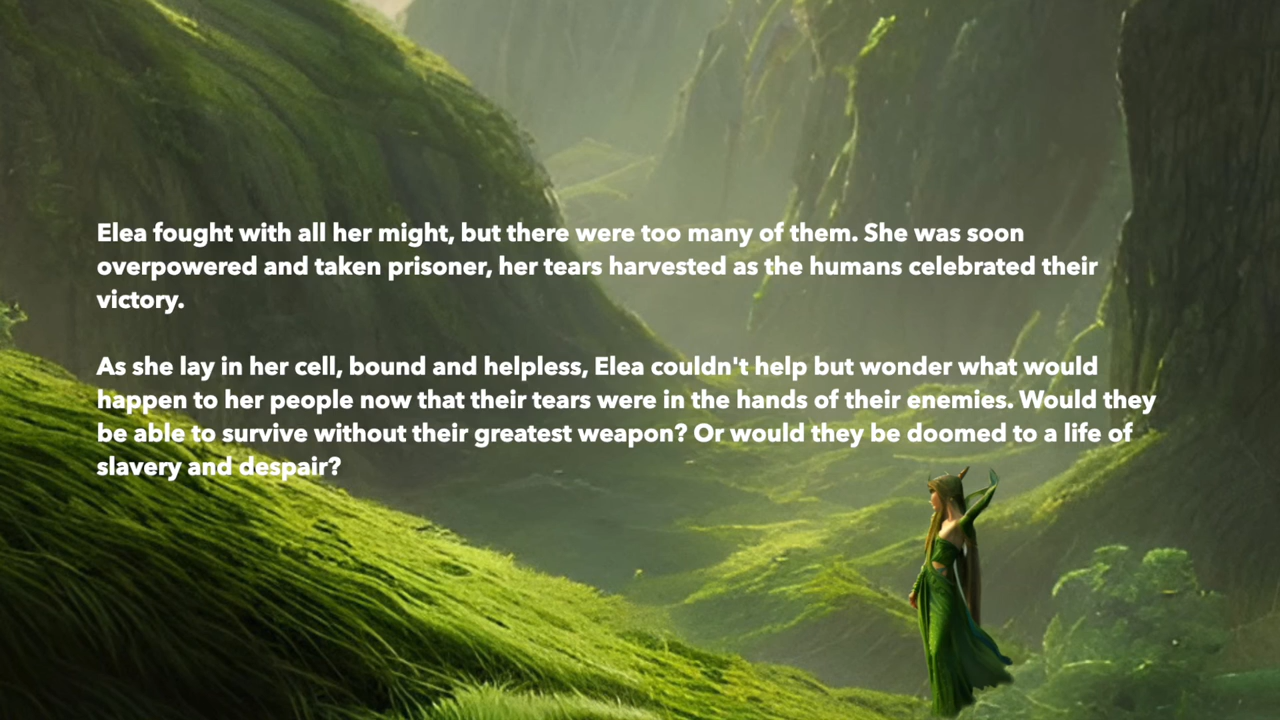 Elea fought with all her might, but there were too many of them. She was soon
overpowered and taken prisoner, her tears harvested as the humans celebrated their
victory.
As she lay in her cell, bound and helpless, Elea couldn't help but wonder what would
happen to her people now that their tears were in the hands of their enemies. Would they
be able to survive without their greatest weapon? Or would they be doomed to a life of
slavery and despair?